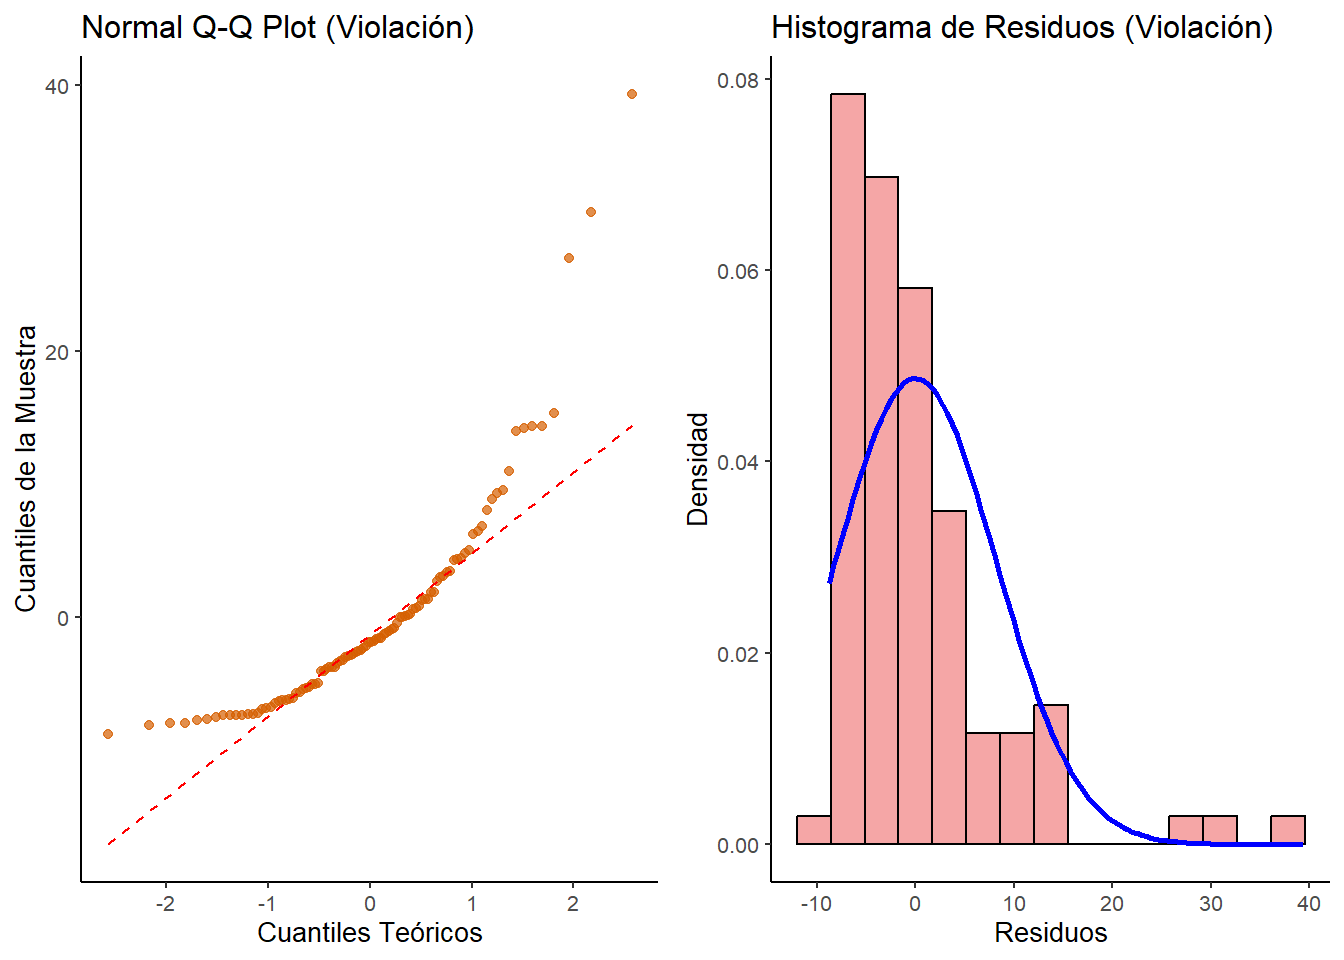 Normal Q-Q Plot (Violación)
40
20
0
Cuantiles de la Muestra
-2 -1 0 1 2
Cuantiles Teóricos
Histograma de Residuos (Violación)
0.08
0.06
0.04
0.02
0.00
Densidad
-10 0 10 20 30 40
Residuos